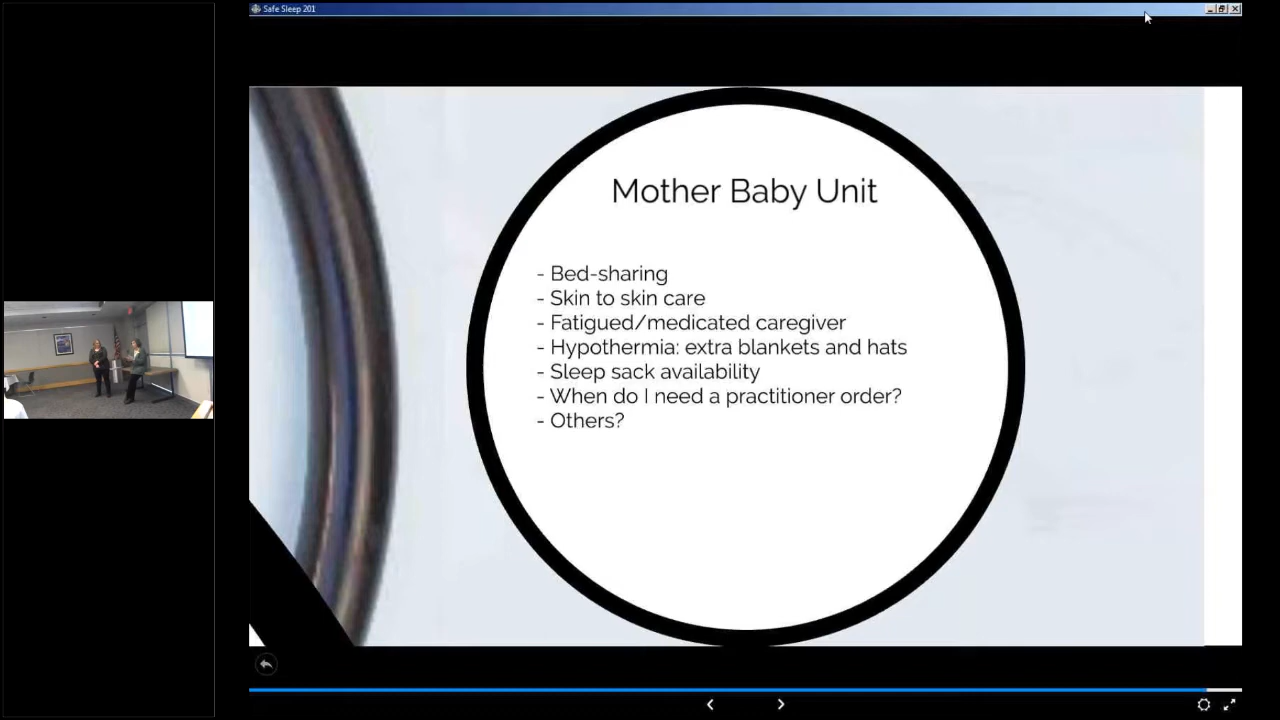 Safe Sleep 201
Mother Baby Unit
- Bed-sharing
- Skin to skin care
- Fatigued/medicated caregiver
- Hypothermia: extra blankets and hats
- Sleep sack availability
- When do I need a practitioner order?
- Others?